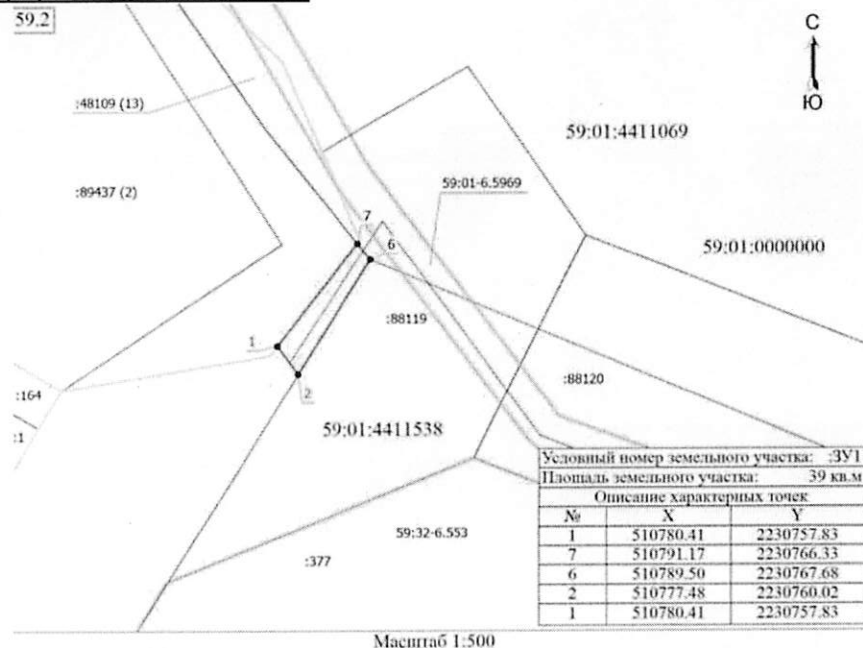 59.2
С
Ю
:48109 (13)
59:01:4411069
59:01-6.5969
:89437 (2)
7
6
59:01:0000000
:88119
1
:88120
:164
2
:1
59:01:4411538
59:32-6.553
:377
Условный номер земельного участка: :ЗУ1
Площадь земельного участка: 39 кв.м
Описание характерных точек
№ X Y
1 510780.41 2230757.83
7 510791.17 2230766.33
6 510789.50 2230767.68
2 510777.48 2230760.02
1 510780.41 2230757.83
Масштаб 1:500